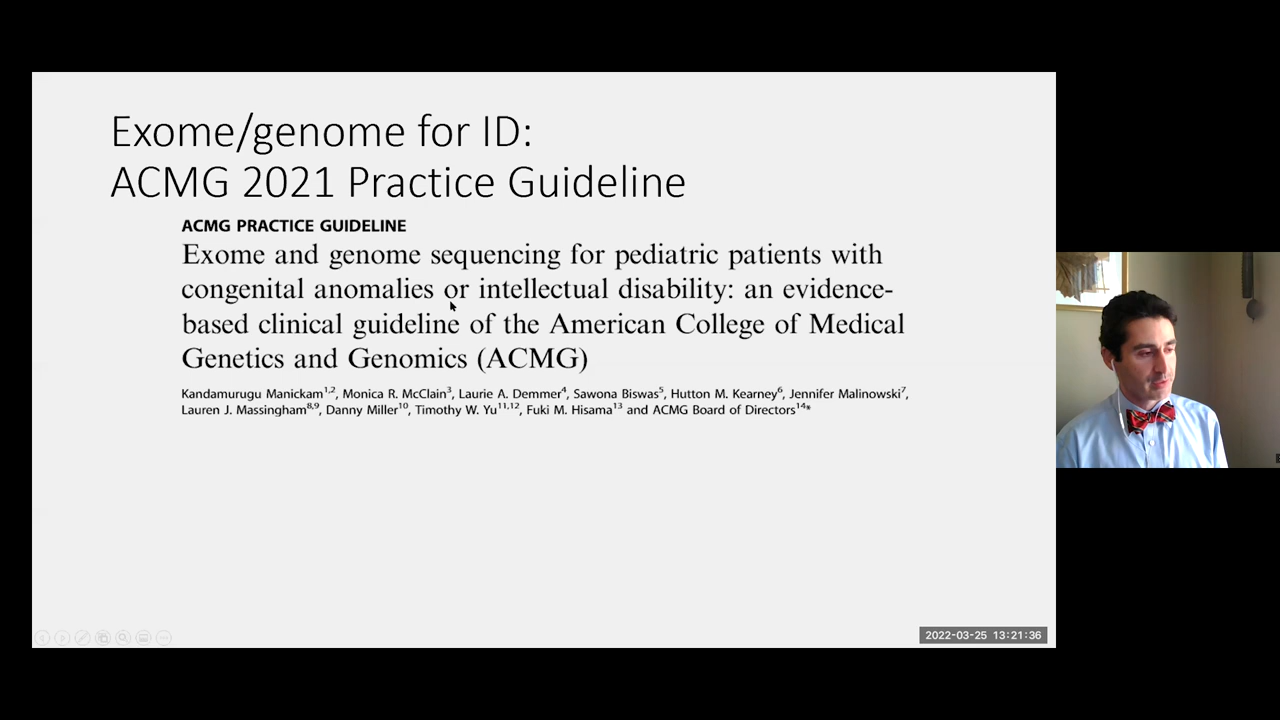 Exome/genome for ID:
ACMG 2021 Practice Guideline
ACMG PRACTICE GUIDELINE
Exome and genome sequencing for pediatric patients with
congenital anomalies or intellectual disability: an evidence-
based clinical guideline of the American College of Medical
Genetics and Genomics (ACMG)
Kandamurugu Manickam1,2, Monica R. McClain3, Laurie A. Demmer4, Sawona Biswas5, Hutton M. Kearney6, Jennifer Malinowski7,
Lauren J. Massingham8,9, Danny Miller10, Timothy W. Yu11,12, Fuki M. Hisama13 and ACMG Board of Directors14*
2022-03-25 13:21:36